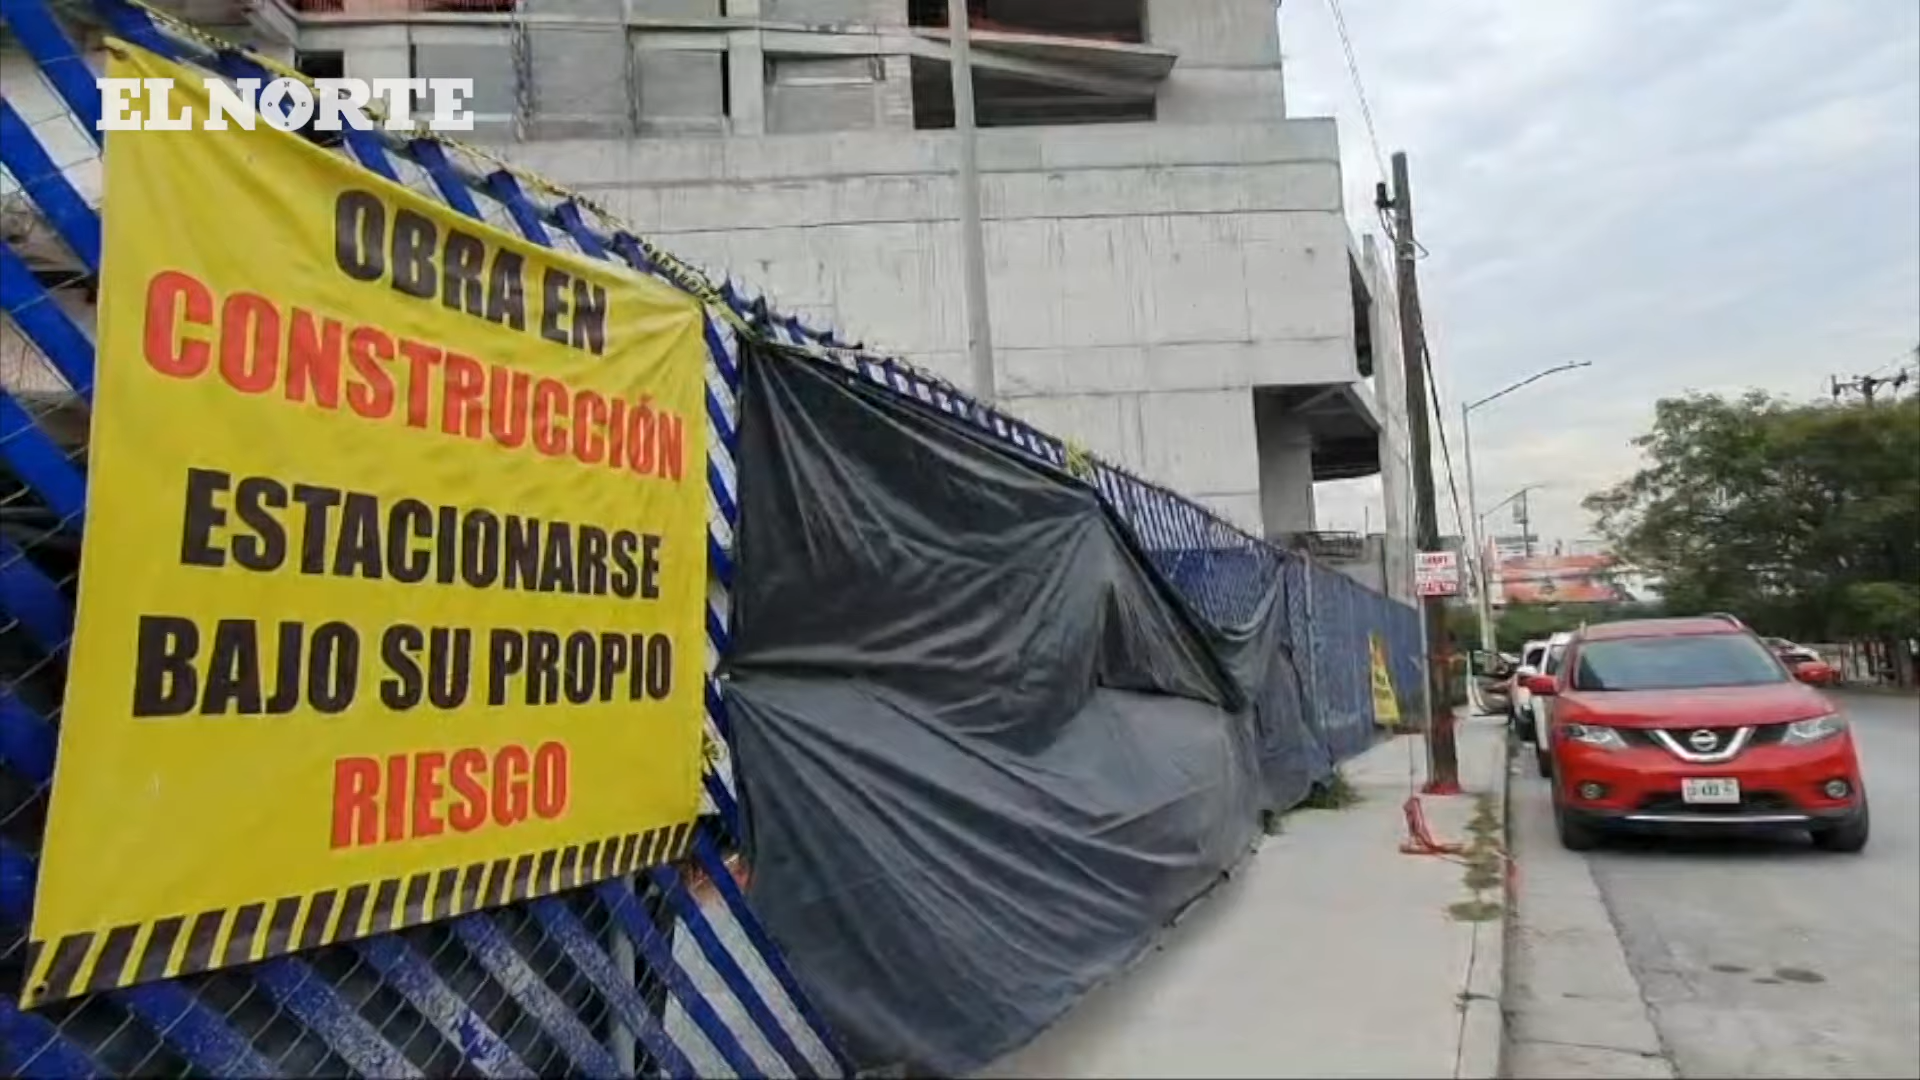 EL NORTE
OBRA EN
CONSTRUCCIÓN
ESTACIONARSE
BAJO SU PROPIO
RIESGO